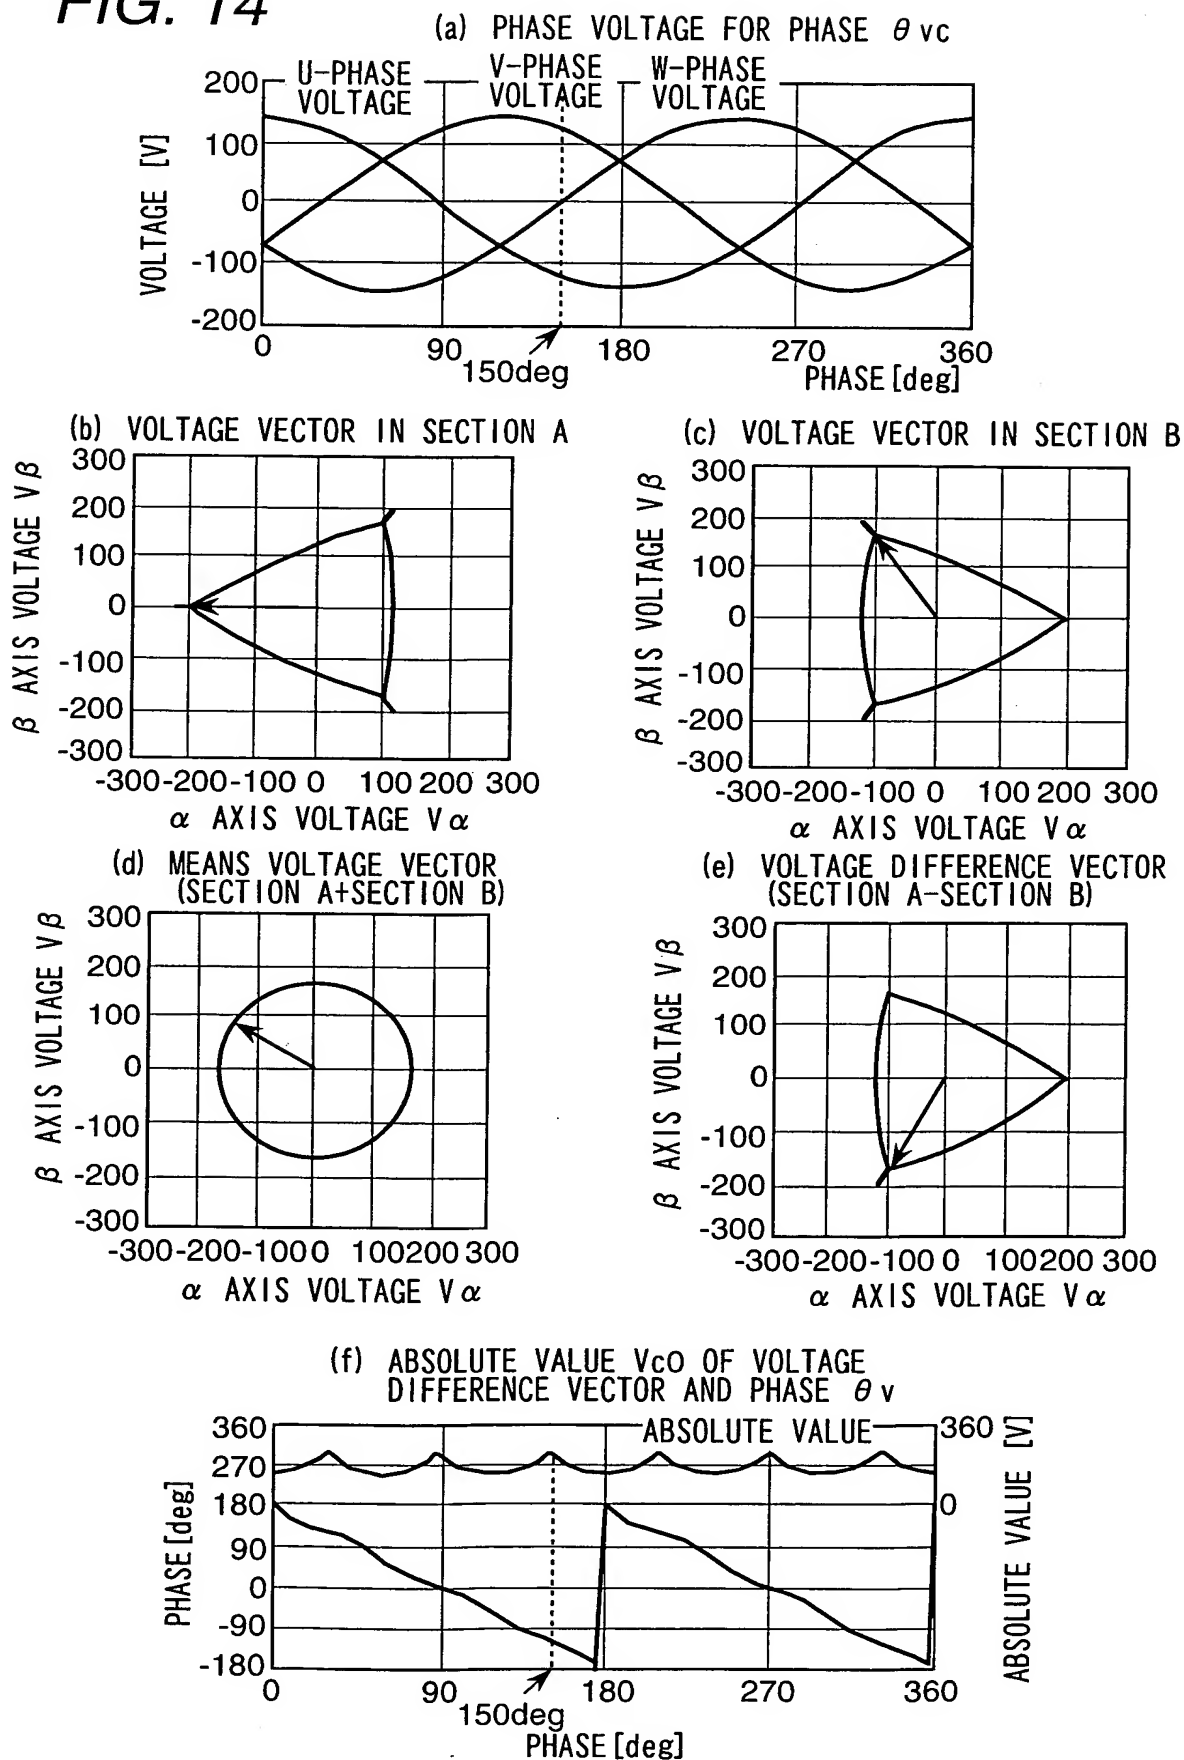 FIG. 14
(a) PHASE VOLTAGE FOR PHASE θvc
U-PHASE VOLTAGE
V-PHASE VOLTAGE
W-PHASE VOLTAGE
VOLTAGE [V]
200
100
0
-100
-200
0 90 180 270 360
150deg
PHASE[deg]
(b) VOLTAGE VECTOR IN SECTION A
β AXIS VOLTAGE Vβ
300
200
100
0
-100
-200
-300
-300 -200 -100 0 100 200 300
α AXIS VOLTAGE Vα
(c) VOLTAGE VECTOR IN SECTION B
β AXIS VOLTAGE Vβ
300
200
100
0
-100
-200
-300
-300 -200 -100 0 100 200 300
α AXIS VOLTAGE Vα
(d) MEANS VOLTAGE VECTOR
(SECTION A+SECTION B)
β AXIS VOLTAGE Vβ
300
200
100
0
-100
-200
-300
-300 -200 -100 0 100 200 300
α AXIS VOLTAGE Vα
(e) VOLTAGE DIFFERENCE VECTOR
(SECTION A-SECTION B)
β AXIS VOLTAGE Vβ
300
200
100
0
-100
-200
-300
-300 -200 -100 0 100 200 300
α AXIS VOLTAGE Vα
(f) ABSOLUTE VALUE Vc0 OF VOLTAGE
DIFFERENCE VECTOR AND PHASE θv
PHASE[deg]
360
270
180
90
0
-90
-180
ABSOLUTE VALUE
360
0
ABSOLUTE VALUE [V]
0 90 180 270 360
150deg
PHASE[deg]